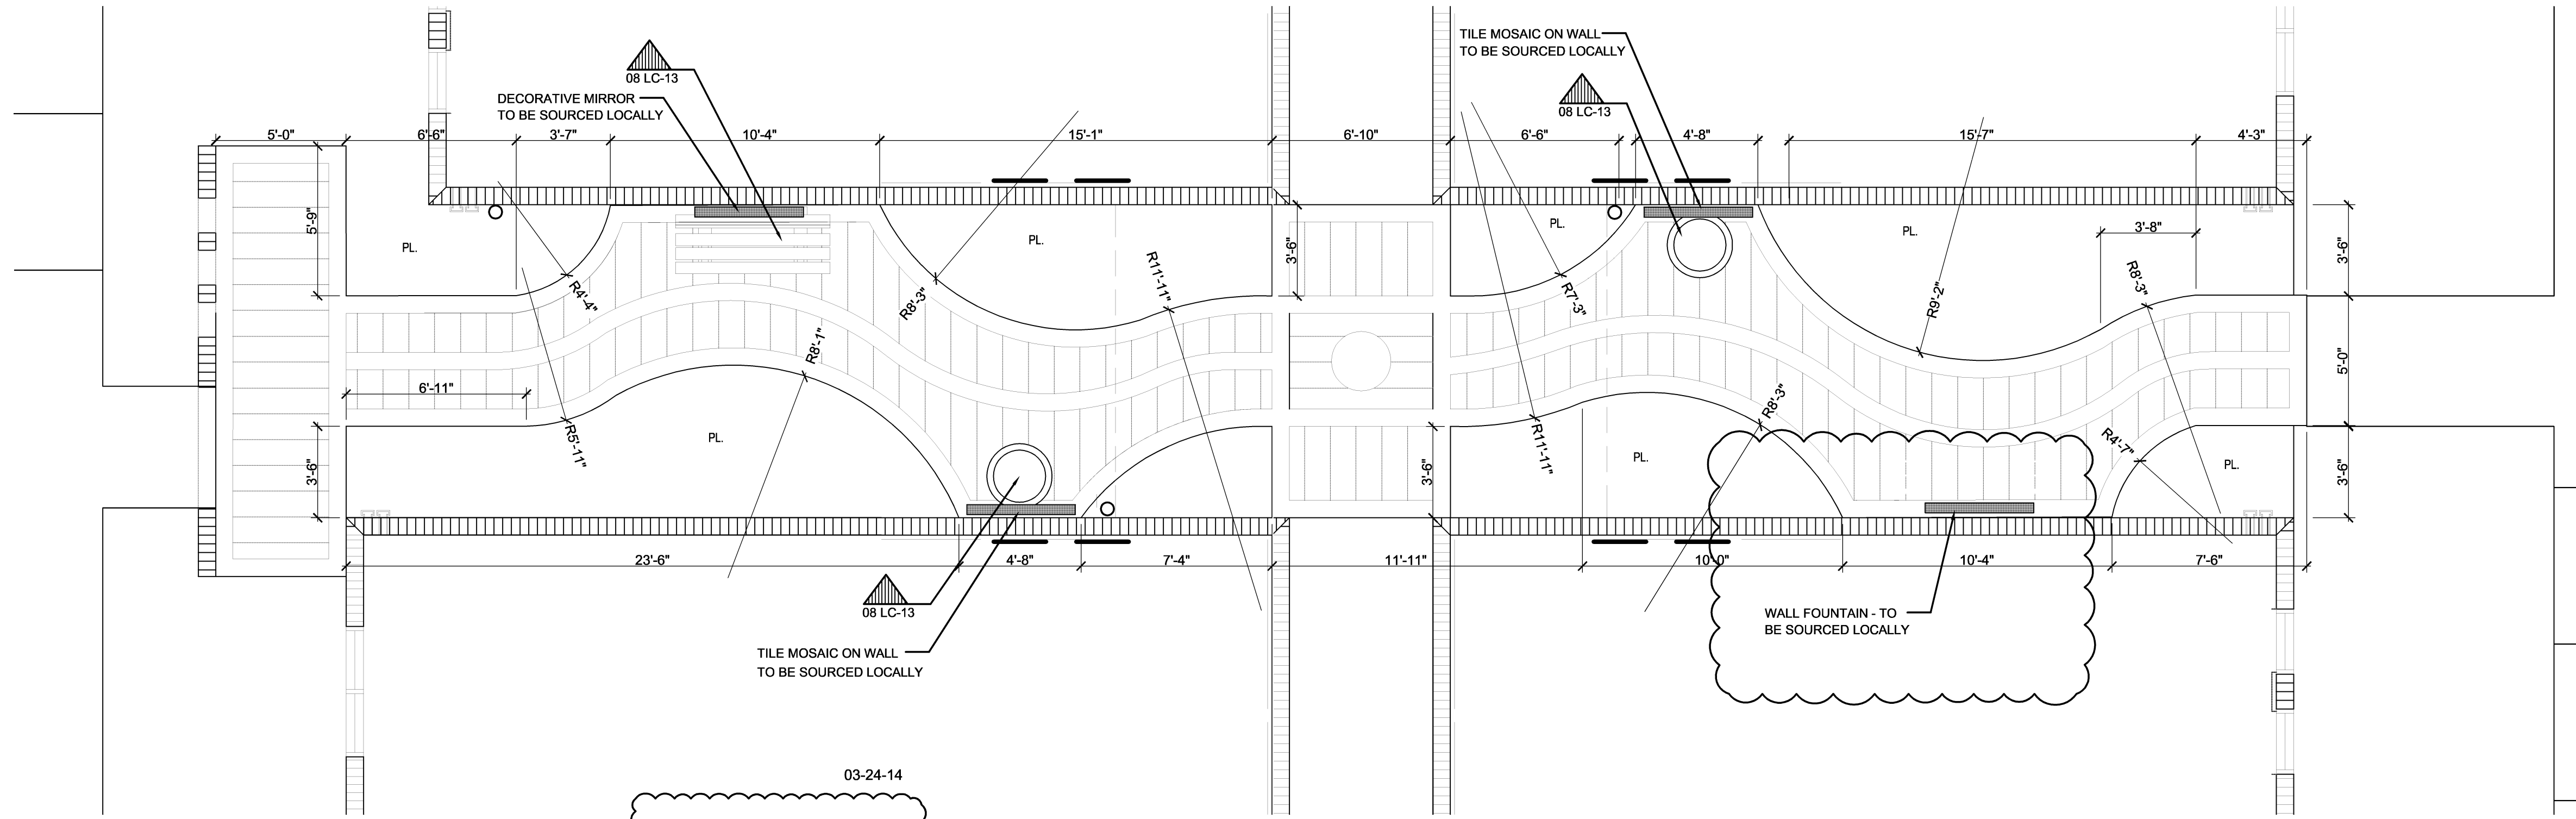 TILE MOSAIC ON WALL
TO BE SOURCED LOCALLY
08 LC-13
08 LC-13
DECORATIVE MIRROR
TO BE SOURCED LOCALLY
5'-0"
6'-6"
3'-7"
10'-4"
15'-1"
6'-10"
6'-6"
4'-8"
15'-7"
4'-3"
5'-9"
PL.
PL.
PL.
PL.
3'-8"
3'-6"
3'-6"
R4'-4"
R8'-3"
R11'-11"
R7'-3"
R9'-2"
R8'-3"
R8'-1"
5'-0"
6'-11"
R5'-11"
R11'-11"
R8'-3"
R4'-7"
PL.
PL.
PL.
3'-6"
3'-6"
3'-6"
23'-6"
4'-8"
7'-4"
11'-11"
10'-0"
10'-4"
7'-6"
08 LC-13
WALL FOUNTAIN - TO
BE SOURCED LOCALLY
TILE MOSAIC ON WALL
TO BE SOURCED LOCALLY
03-24-14